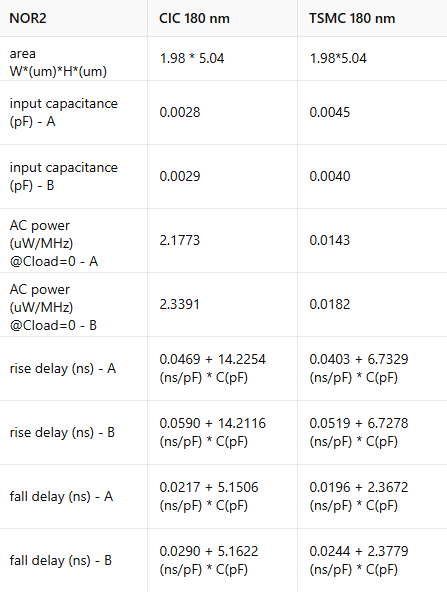 NOR2 CIC 180 nm TSMC 180 nm
area
W*(um)*H*(um) 1.98 * 5.04 1.98*5.04
input capacitance
(pF) - A 0.0028 0.0045
input capacitance
(pF) - B 0.0029 0.0040
AC power
(uW/MHz)
@Cload=0 - A 2.1773 0.0143
AC power
(uW/MHz)
@Cload=0 - B 2.3391 0.0182
rise delay (ns) - A 0.0469 + 14.2254 0.0403 + 6.7329
(ns/pF) * C(pF) (ns/pF) * C(pF)
rise delay (ns) - B 0.0590 + 14.2116 0.0519 + 6.7278
(ns/pF) * C(pF) (ns/pF) * C(pF)
fall delay (ns) - A 0.0217 + 5.1506 0.0196 + 2.3672
(ns/pF) * C(pF) (ns/pF) * C(pF)
fall delay (ns) - B 0.0290 + 5.1622 0.0244 + 2.3779
(ns/pF) * C(pF) (ns/pF) * C(pF)